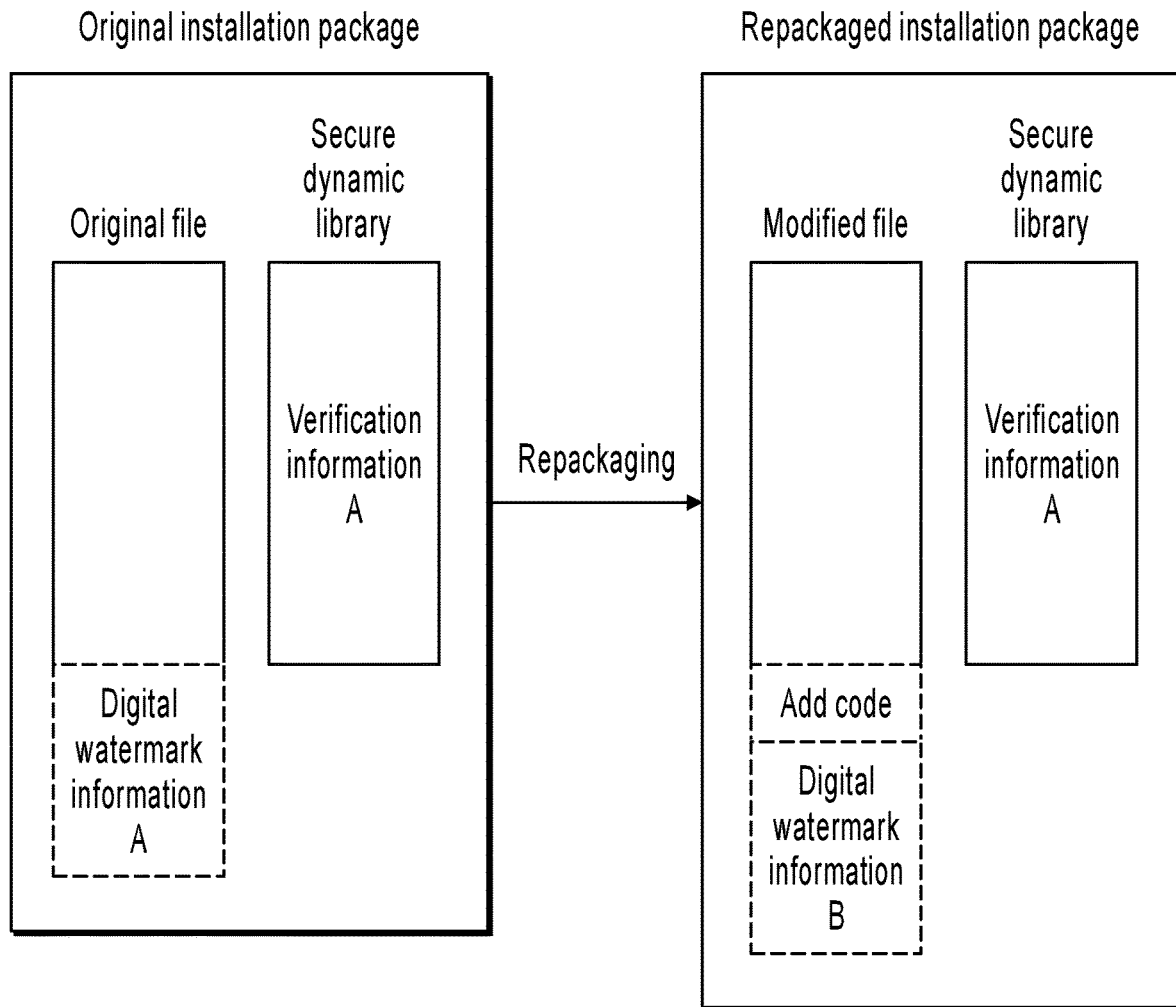 Original installation package
Original file
Secure
dynamic
library
Verification
information
A
Digital
watermark
information
A
Repackaging
Repackaged installation package
Modified file
Secure
dynamic
library
Verification
information
A
Add code
Digital
watermark
information
B